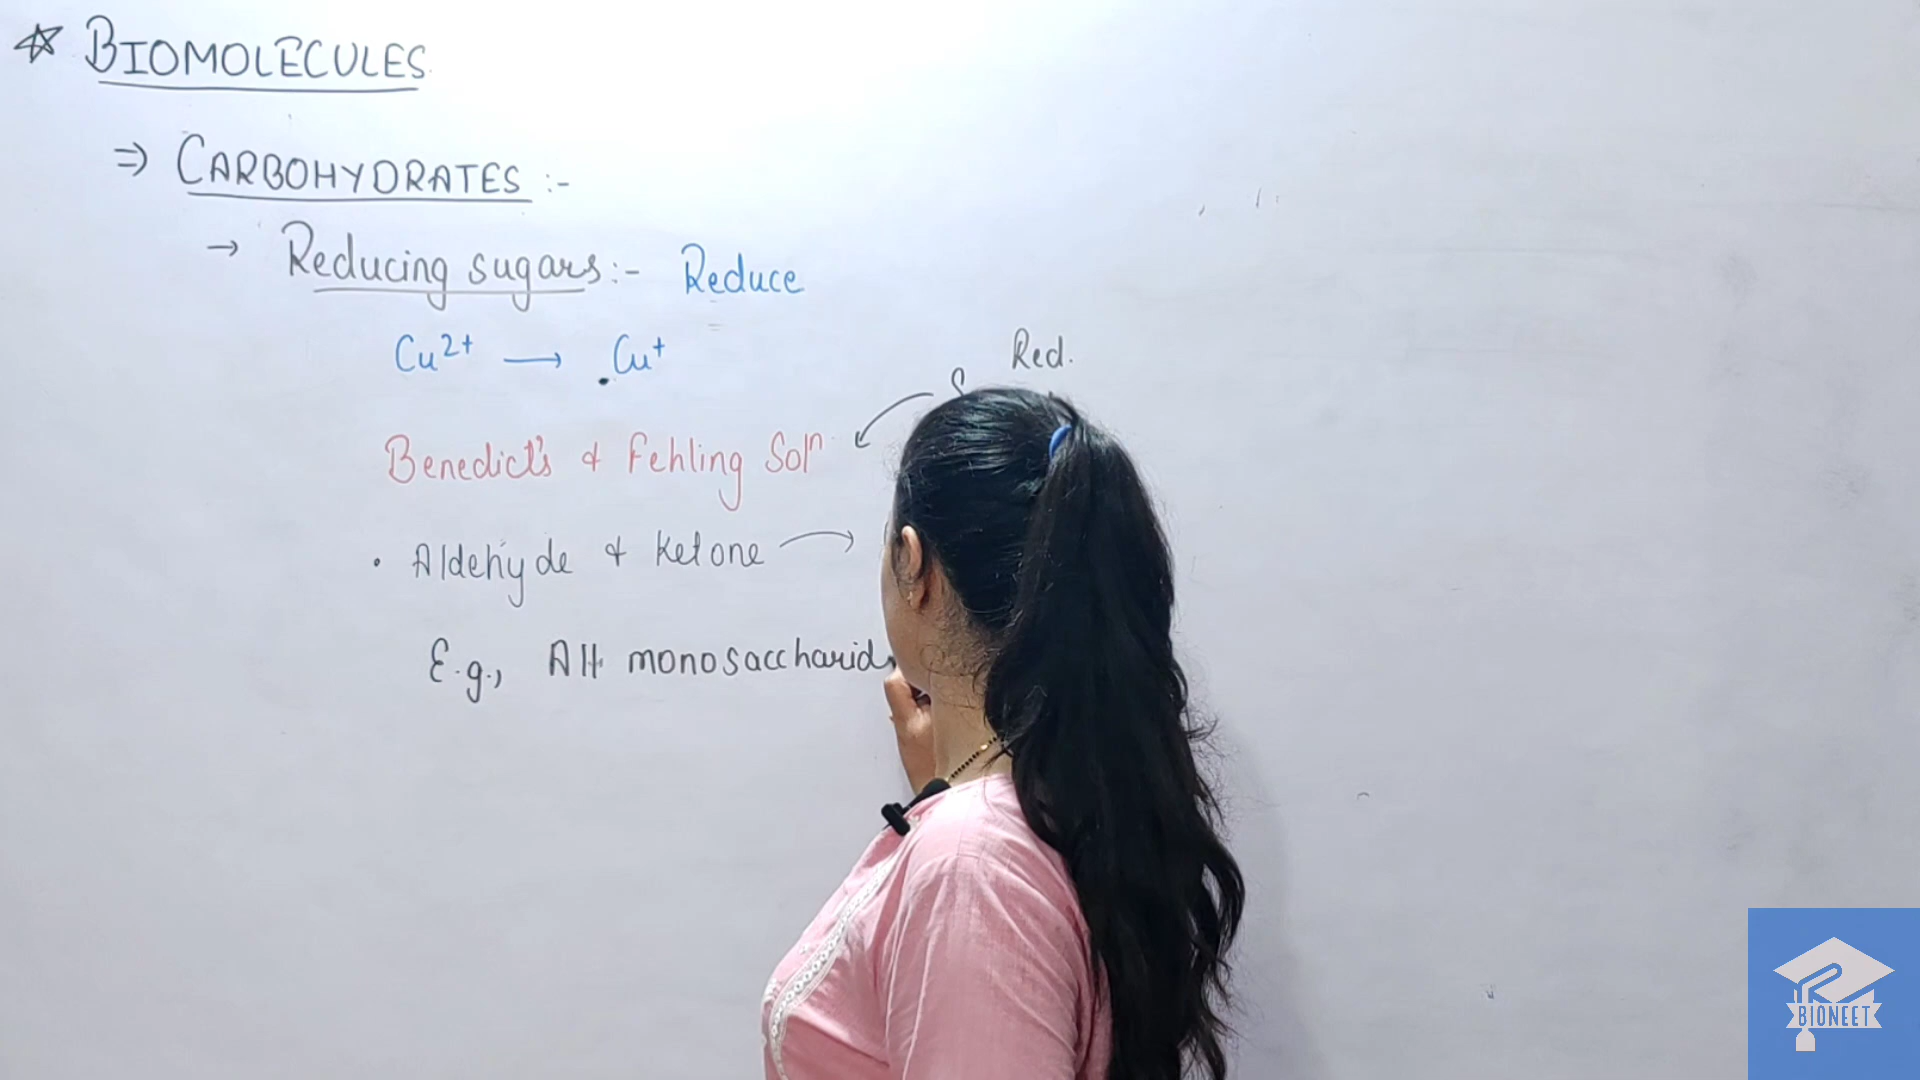 ☆ BIOMOLECULES
⇒ CARBOHYDRATES :-
→ Reducing sugars :- Reduce
Cu²⁺ → Cu⁺
Red.
Benedict's & Fehling Solⁿ
• Aldehyde & Ketone →
E.g., All monosaccharid
BIONEET